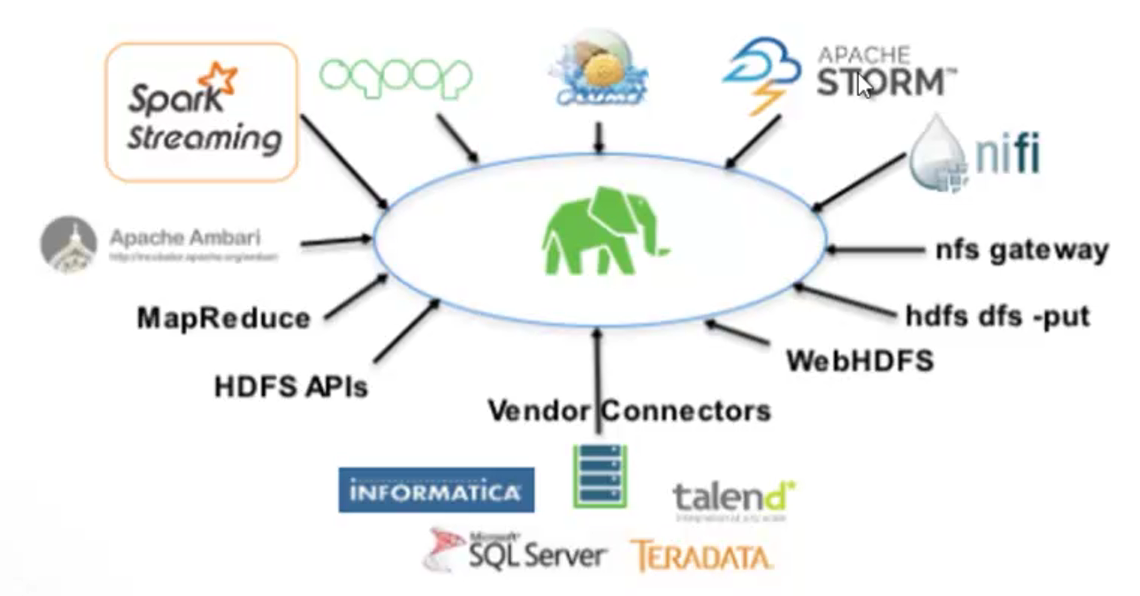 Spark
Streaming
sqoop
FLUME
APACHE
STORM™
nifi
Apache Ambari
http://incubator.apache.org/ambari
nfs gateway
MapReduce
hdfs dfs -put
WebHDFS
HDFS APIs
Vendor Connectors
INFORMATICA
talend
Microsoft
SQL Server
TERADATA